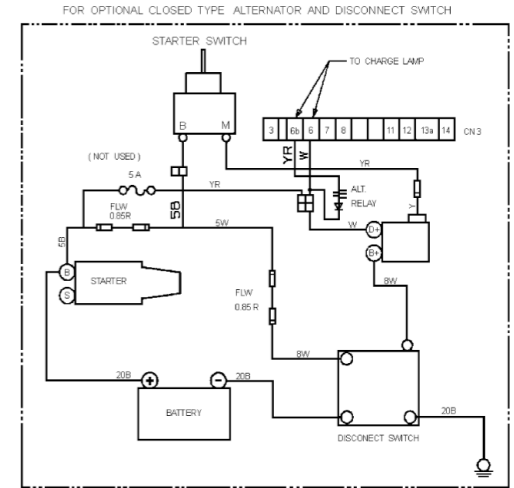 FOR OPTIONAL CLOSED TYPE ALTERNATOR AND DISCONNECT SWITCH
STARTER SWITCH
TO CHARGE LAMP
B M
3 6b 6 7 8 11 12 13a 14 CN3
YR W
(NOT USED)
5A
YR
YR
ALT.
RELAY
Y
FLW
0.85R
5B
5W
W
D+
B+
5B
B
S
STARTER
8W
FLW
0.85R
8W
20B
+
-
20B
BATTERY
20B
DISCONECT SWITCH